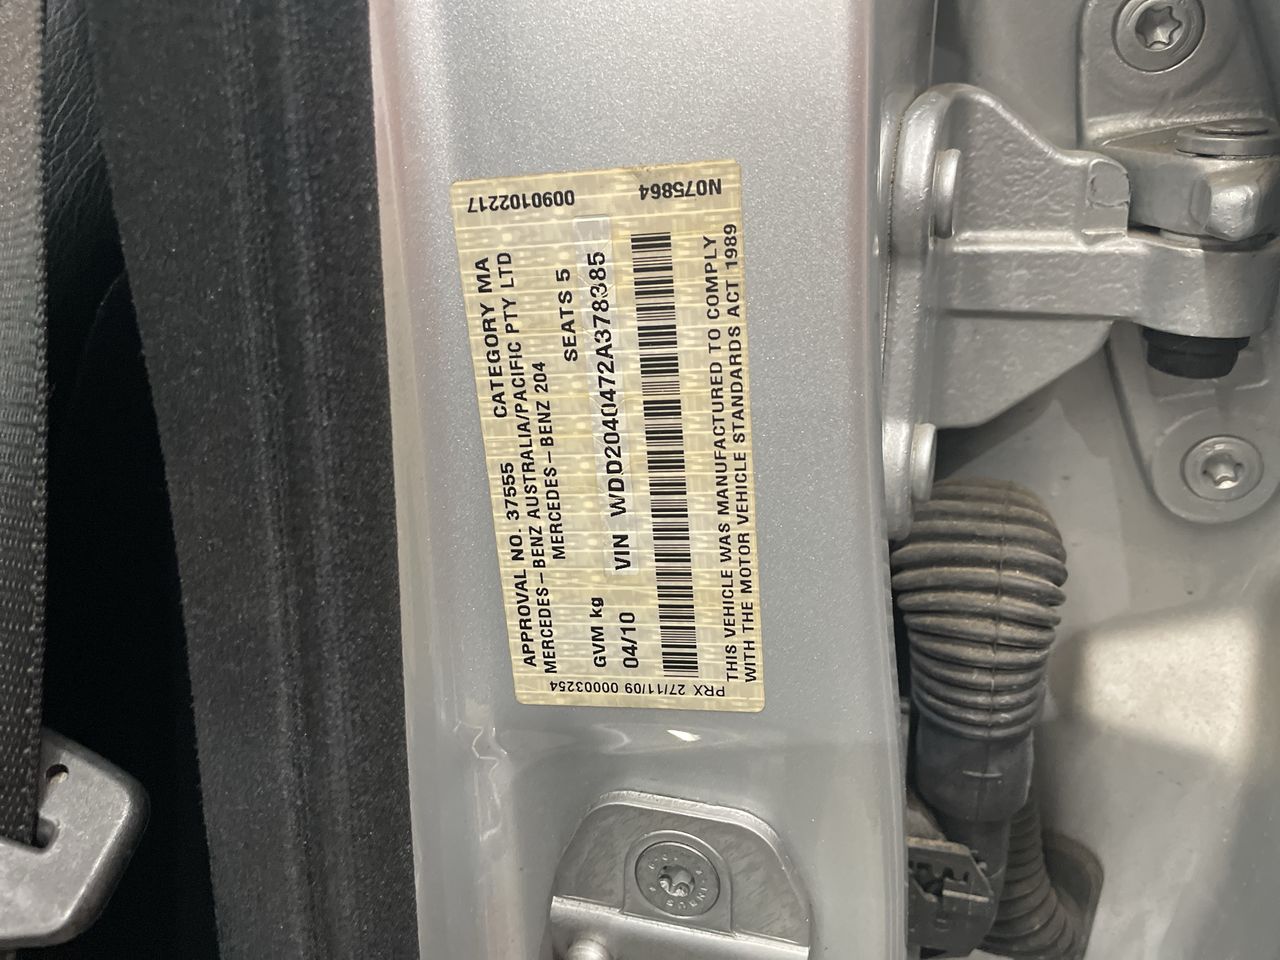 0090102217 N075864
APPROVAL NO. 37555 CATEGORY MA
MERCEDES-BENZ AUSTRALIA/PACIFIC PTY LTD
MERCEDES-BENZ 204
SEATS 5
GVM kg
VIN WDD2040472A378385
04/10
THIS VEHICLE WAS MANUFACTURED TO COMPLY
WITH THE MOTOR VEHICLE STANDARDS ACT 1989
PRX 27/11/09 00003254